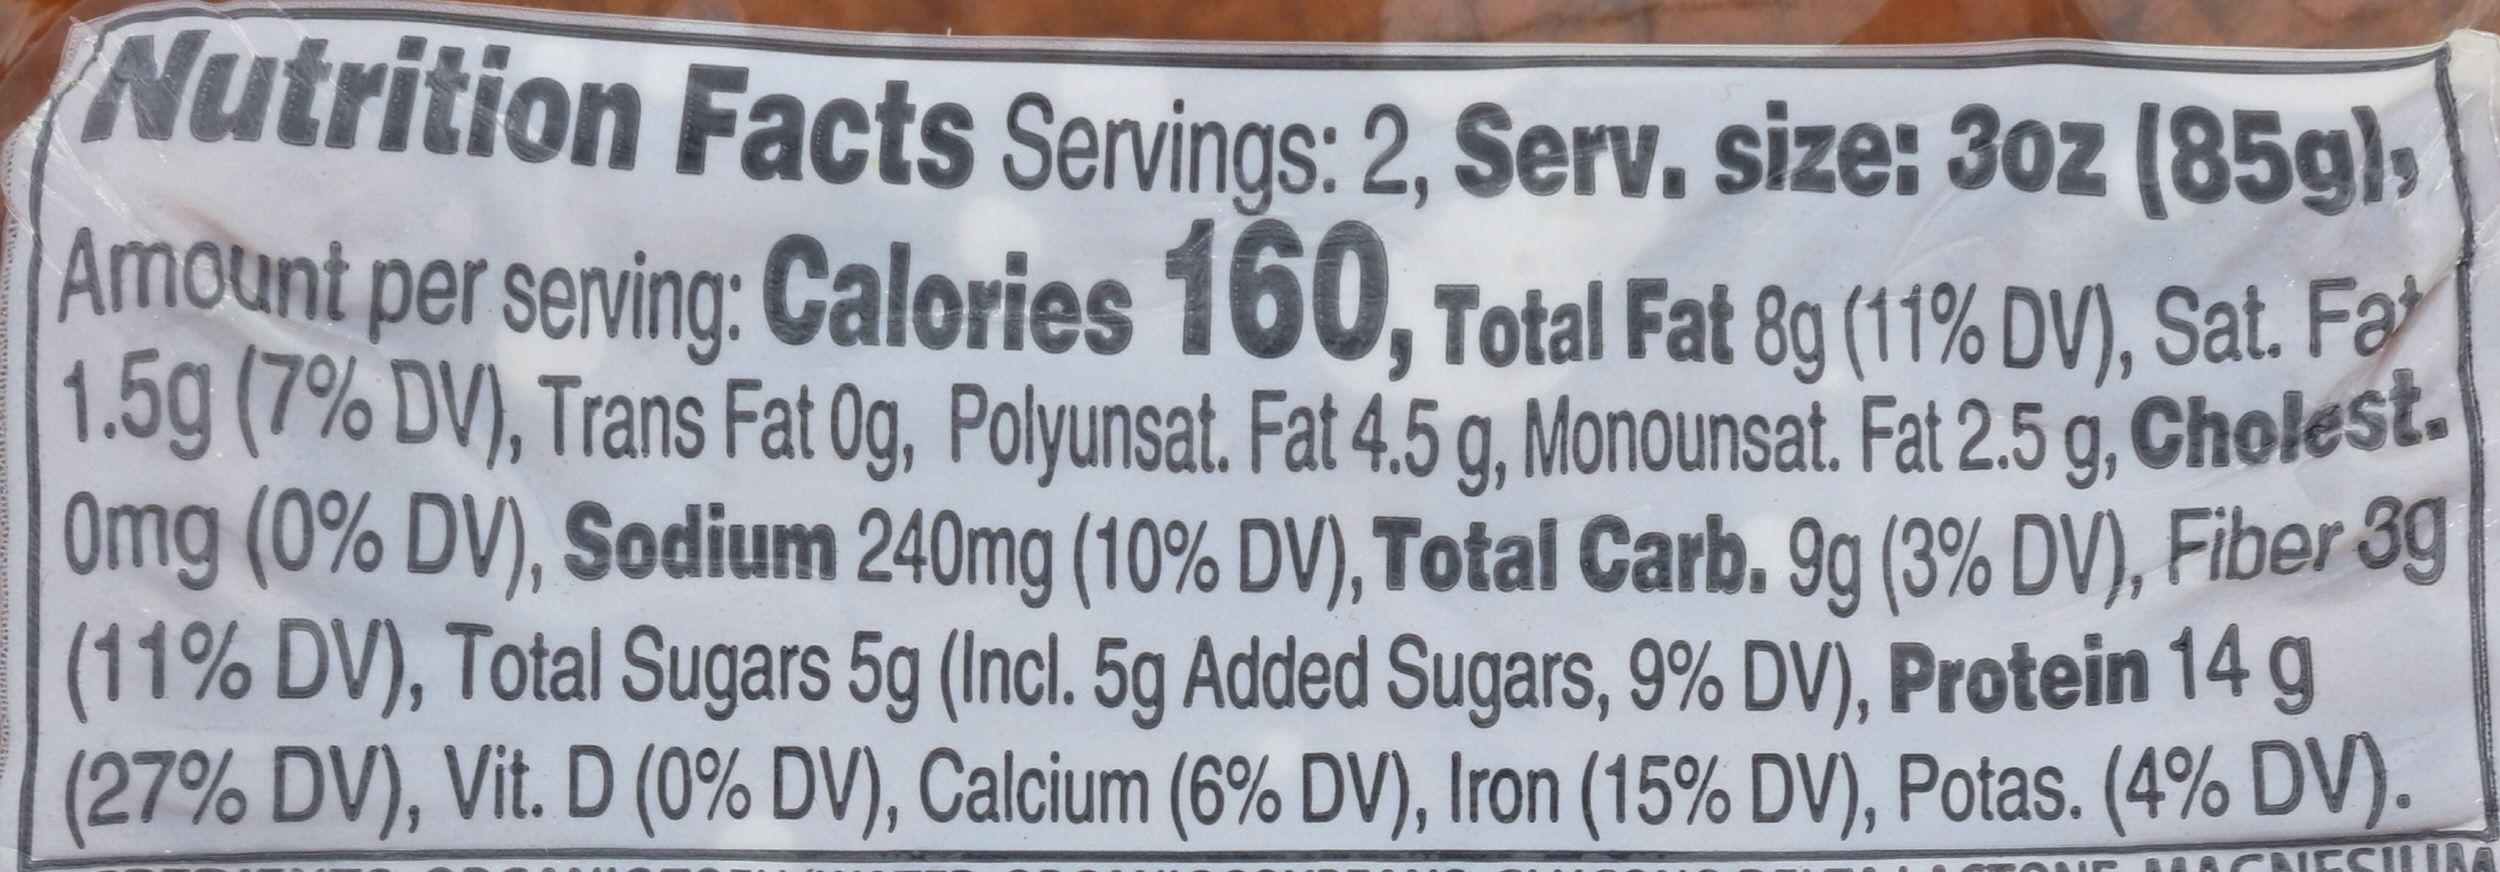 Nutrition Facts Servings: 2, Serv. size: 3oz (85g),
Amount per serving: Calories 160, Total Fat 8g (11% DV), Sat. Fat
1.5g (7% DV), Trans Fat 0g, Polyunsat. Fat 4.5 g, Monounsat. Fat 2.5 g, Cholest.
0mg (0% DV), Sodium 240mg (10% DV), Total Carb. 9g (3% DV), Fiber 3g
(11% DV), Total Sugars 5g (Incl. 5g Added Sugars, 9% DV), Protein 14 g
(27% DV), Vit. D (0% DV), Calcium (6% DV), Iron (15% DV), Potas. (4% DV).